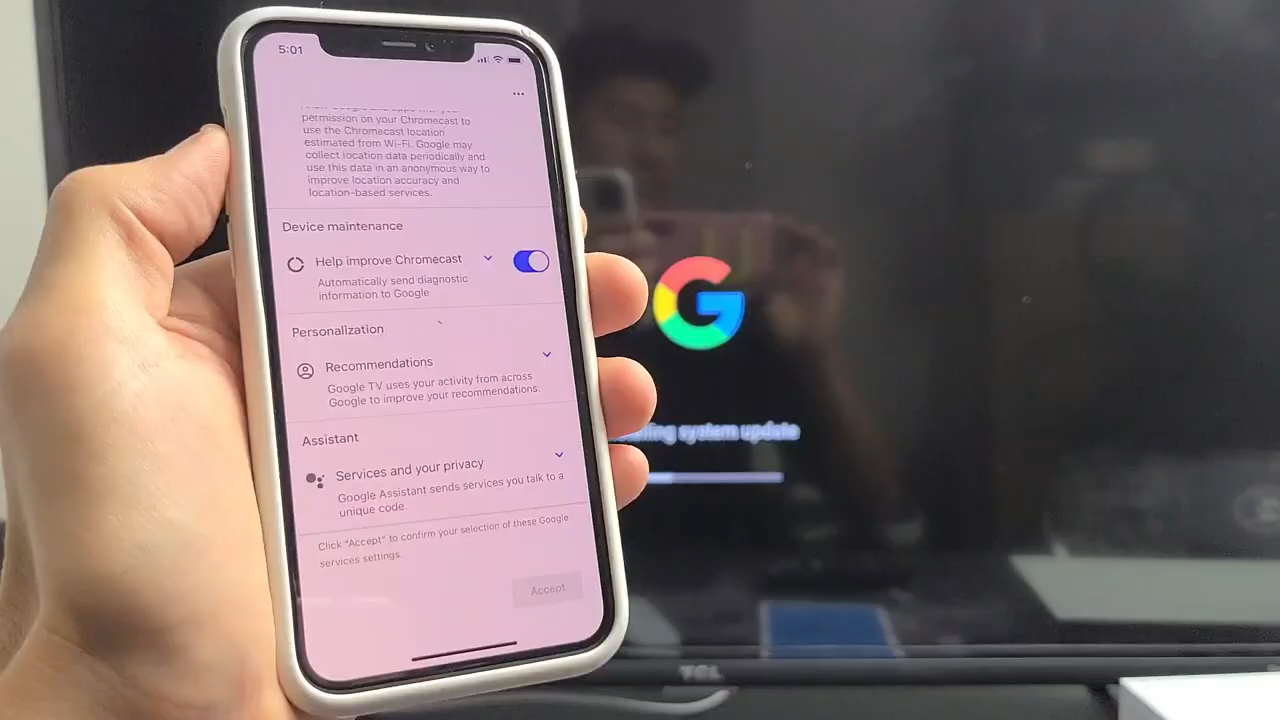 5:01
permission on your Chromecast to
use the Chromecast location
estimated from Wi-Fi. Google may
collect location data periodically and
use this data in an anonymous way to
improve location accuracy and
location-based services.
Device maintenance
Help improve Chromecast
Automatically send diagnostic
information to Google
Personalization
Recommendations
Google TV uses your activity from across
Google to improve your recommendations.
Assistant
Services and your privacy
Google Assistant sends services you talk to a
unique code.
Click "Accept" to confirm your selection of these Google
services settings.
Accept
G
system update
TCL